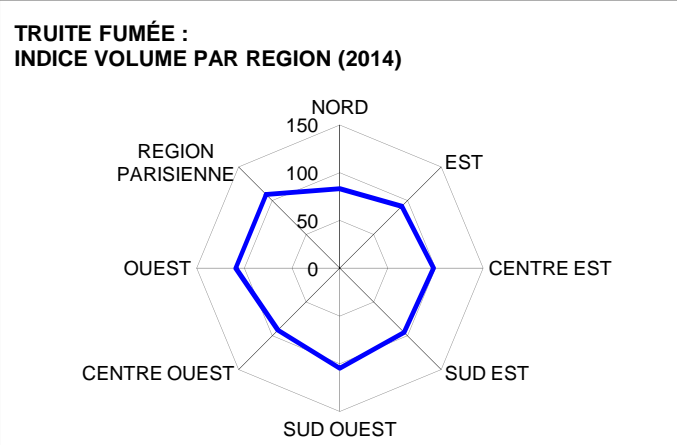 TRUITE FUMÉE :
INDICE VOLUME PAR REGION (2014)
NORD
150
REGION
PARISIENNE
EST
100
50
OUEST
0
CENTRE EST
CENTRE OUEST
SUD EST
SUD OUEST